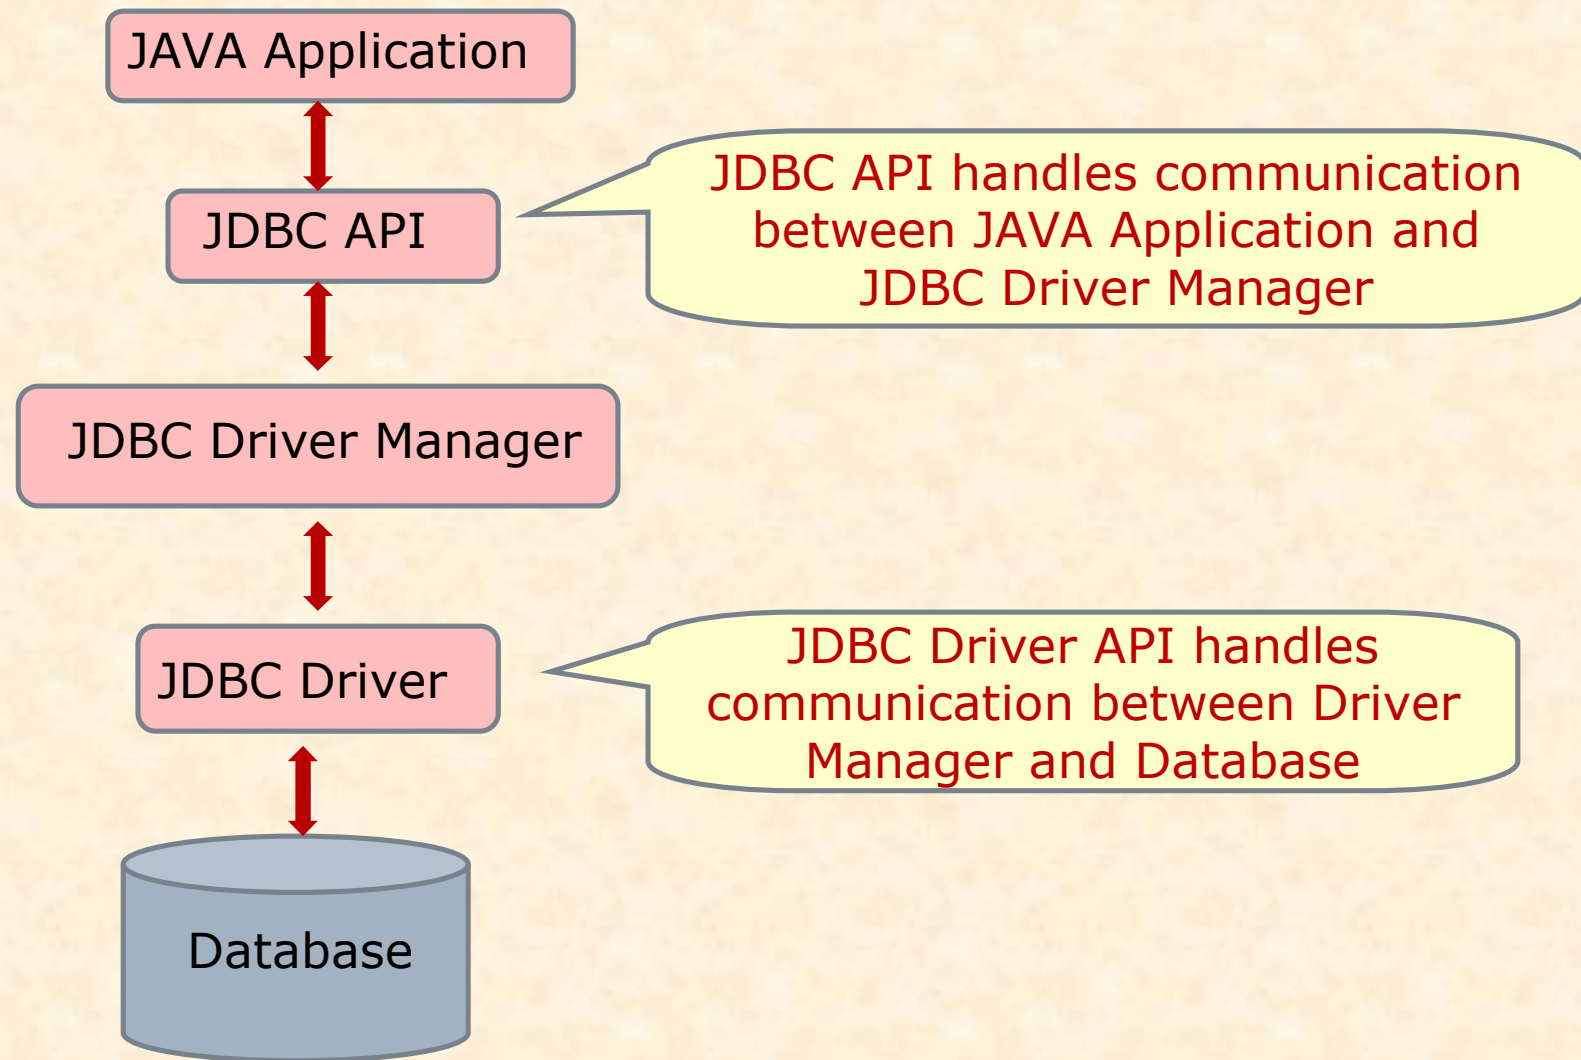 JAVA Application
JDBC API
JDBC API handles communication
between JAVA Application and
JDBC Driver Manager
JDBC Driver Manager
JDBC Driver
JDBC Driver API handles
communication between Driver
Manager and Database
Database